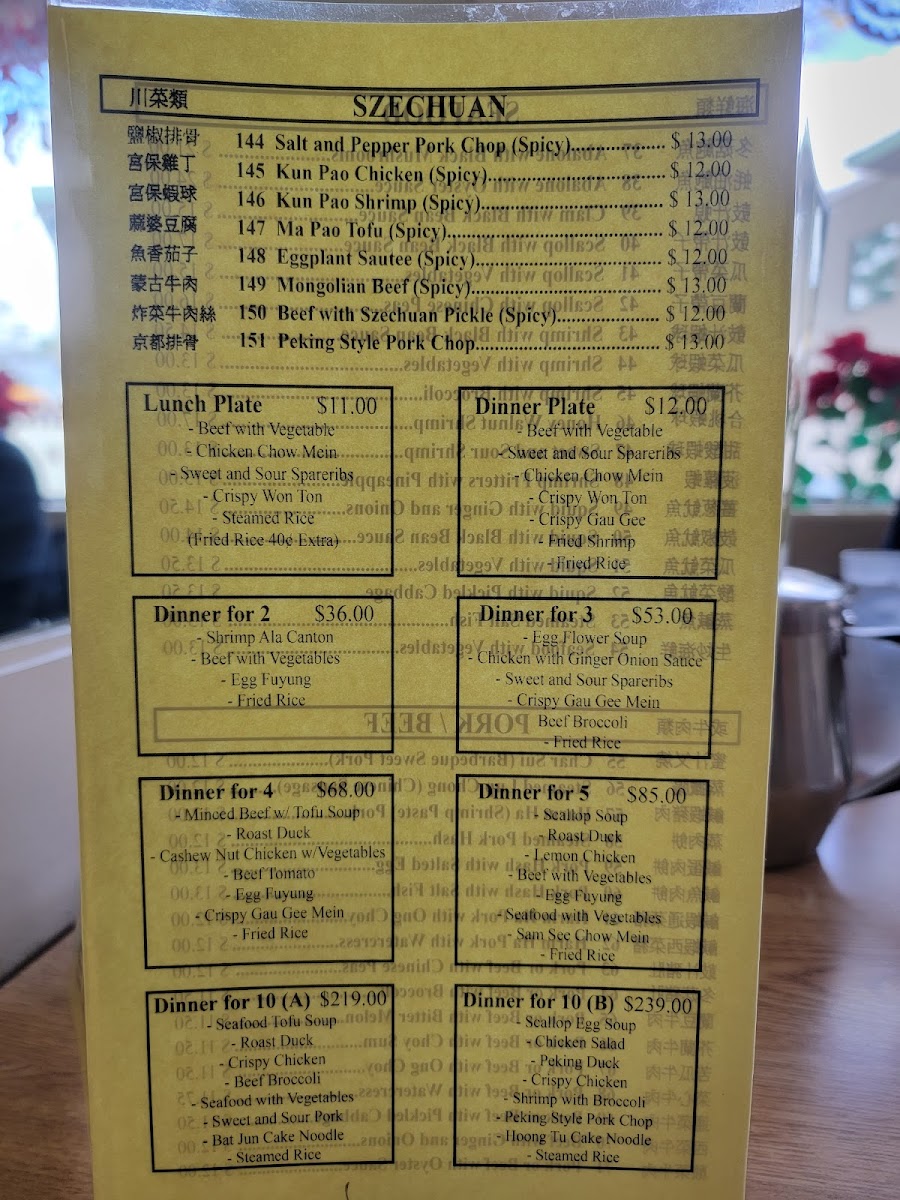 川菜類 SZECHUAN
鹽椒排骨 144 Salt and Pepper Pork Chop (Spicy)................... $ 13.00
宮保雞丁 145 Kun Pao Chicken (Spicy)................................... $ 12.00
宮保蝦球 146 Kun Pao Shrimp (Spicy).................................... $ 13.00
麻婆豆腐 147 Ma Pao Tofu (Spicy)........................................... $ 12.00
魚香茄子 148 Eggplant Sautee (Spicy)..................................... $ 12.00
蒙古牛肉 149 Mongolian Beef (Spicy)...................................... $ 13.00
炸菜牛肉絲 150 Beef with Szechuan Pickle (Spicy).................... $ 12.00
京都排骨 151 Peking Style Pork Chop..................................... $ 13.00
Lunch Plate $11.00
- Beef with Vegetable
- Chicken Chow Mein
- Sweet and Sour Spareribs
- Crispy Won Ton
- Steamed Rice
(Fried Rice 40¢ Extra)
Dinner Plate $12.00
- Beef with Vegetable
- Sweet and Sour Spareribs
- Chicken Chow Mein
- Crispy Won Ton
- Crispy Gau Gee
- Fried Shrimp
- Fried Rice
Dinner for 2 $36.00
- Shrimp Ala Canton
- Beef with Vegetables
- Egg Fuyung
- Fried Rice
Dinner for 3 $53.00
- Egg Flower Soup
- Chicken with Ginger Onion Sauce
- Sweet and Sour Spareribs
- Crispy Gau Gee Mein
Beef Broccoli
- Fried Rice
Dinner for 4 $68.00
- Minced Beef w/ Tofu Soup
- Roast Duck
- Cashew Nut Chicken w/Vegetables
- Beef Tomato
- Egg Fuyung
- Crispy Gau Gee Mein
- Fried Rice
Dinner for 5 $85.00
- Scallop Soup
- Roast Duck
- Lemon Chicken
- Beef with Vegetables
- Egg Fuyung
- Seafood with Vegetables
- Sam See Chow Mein
- Fried Rice
Dinner for 10 (A) $219.00
- Seafood Tofu Soup
- Roast Duck
- Crispy Chicken
- Beef Broccoli
- Seafood with Vegetables
- Sweet and Sour Pork
- Bat Jun Cake Noodle
- Steamed Rice
Dinner for 10 (B) $239.00
- Scallop Egg Soup
- Chicken Salad
- Peking Duck
- Crispy Chicken
Shrimp with Broccoli
- Peking Style Pork Chop
- Hoong Tu Cake Noodle
- Steamed Rice